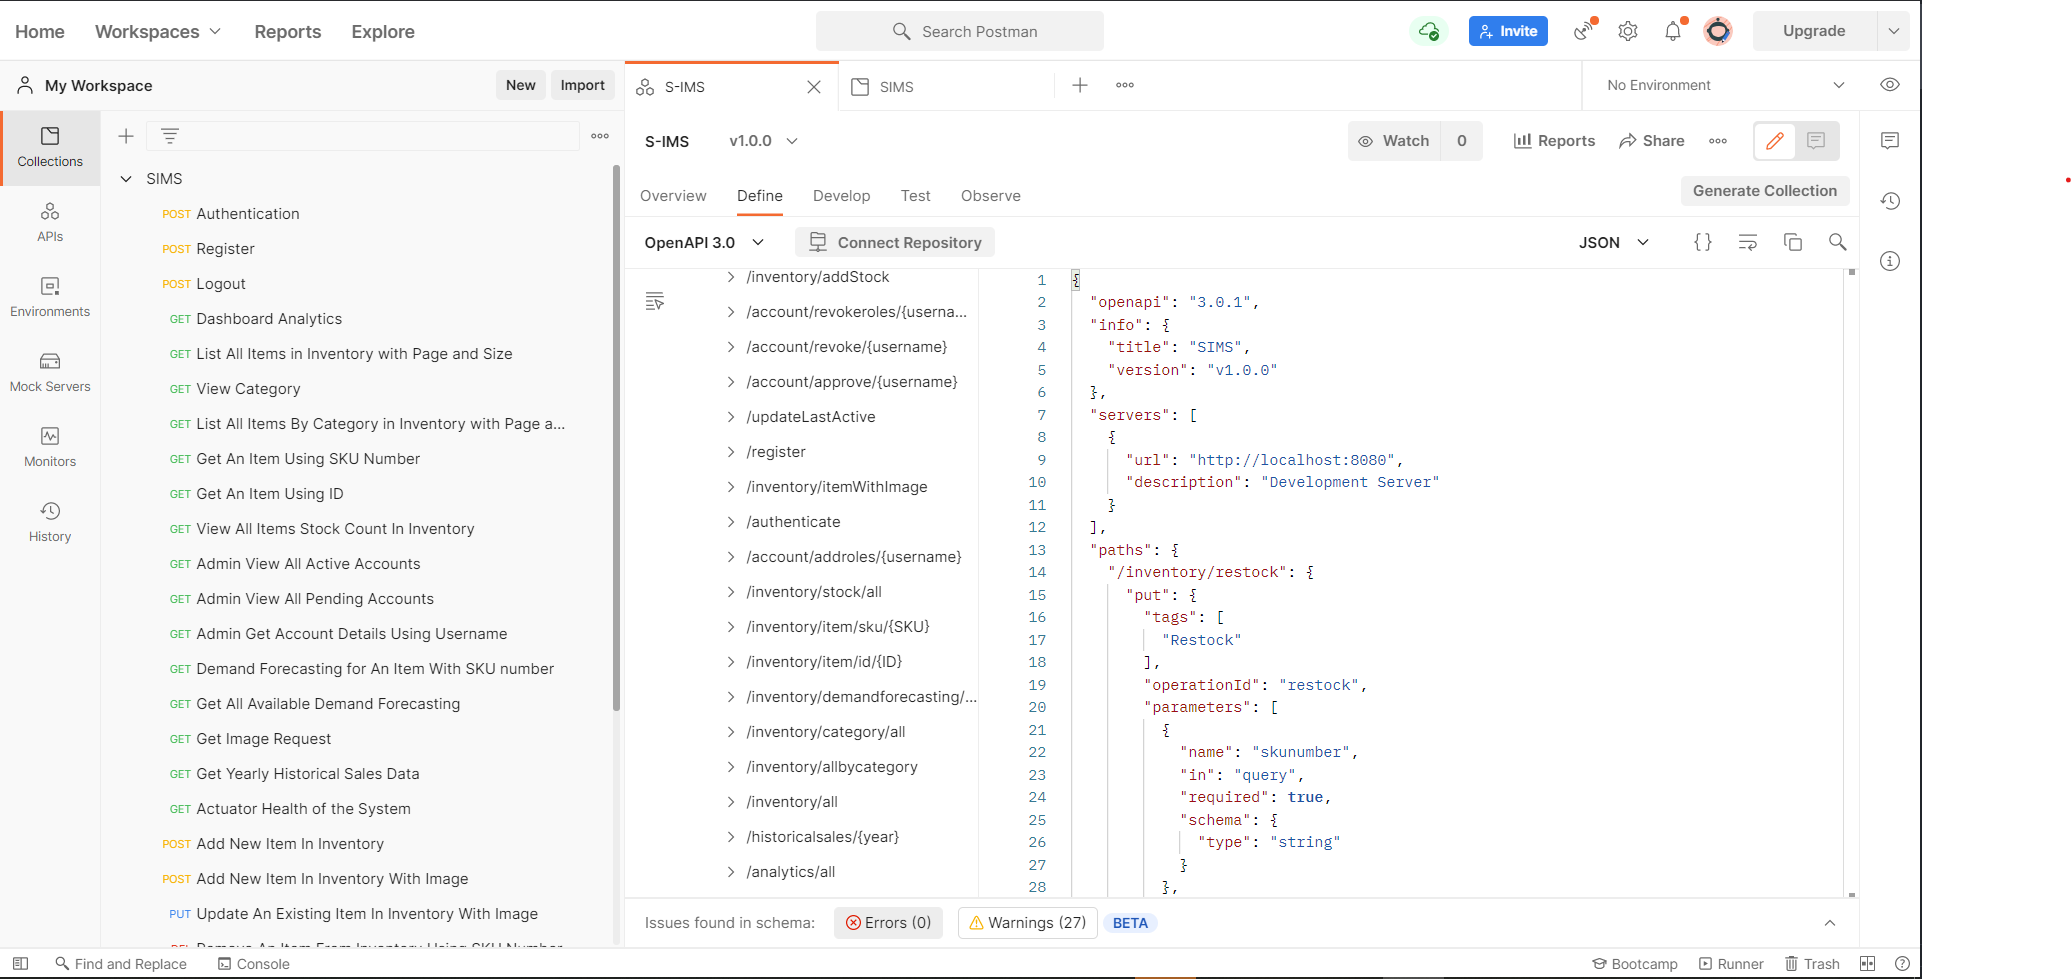 Home Workspaces Reports Explore Search Postman Invite Upgrade
My Workspace New Import
S-IMS SIMS No Environment
Collections
APIs
Environments
Mock Servers
Monitors
History
SIMS
POST Authentication
POST Register
POST Logout
GET Dashboard Analytics
GET List All Items in Inventory with Page and Size
GET View Category
GET List All Items By Category in Inventory with Page a...
GET Get An Item Using SKU Number
GET Get An Item Using ID
GET View All Items Stock Count In Inventory
GET Admin View All Active Accounts
GET Admin View All Pending Accounts
GET Admin Get Account Details Using Username
GET Demand Forecasting for An Item With SKU number
GET Get All Available Demand Forecasting
GET Get Image Request
GET Get Yearly Historical Sales Data
GET Actuator Health of the System
POST Add New Item In Inventory
POST Add New Item In Inventory With Image
PUT Update An Existing Item In Inventory With Image
DEL Remove An Item From Inventory Using SKU Number
S-IMS v1.0.0 Watch 0 Reports Share
Overview Define Develop Test Observe Generate Collection
OpenAPI 3.0 Connect Repository JSON
/inventory/addStock
/account/revokeroles/{userna...
/account/revoke/{username}
/account/approve/{username}
/updateLastActive
/register
/inventory/itemWithImage
/authenticate
/account/addroles/{username}
/inventory/stock/all
/inventory/item/sku/{SKU}
/inventory/item/id/{ID}
/inventory/demandforecasting/...
/inventory/category/all
/inventory/allbycategory
/inventory/all
/historicalsales/{year}
/analytics/all
1 {
2 "openapi": "3.0.1",
3 "info": {
4 "title": "SIMS",
5 "version": "v1.0.0"
6 },
7 "servers": [
8 {
9 "url": "http://localhost:8080",
10 "description": "Development Server"
11 }
12 ],
13 "paths": {
14 "/inventory/restock": {
15 "put": {
16 "tags": [
17 "Restock"
18 ],
19 "operationId": "restock",
20 "parameters": [
21 {
22 "name": "skunumber",
23 "in": "query",
24 "required": true,
25 "schema": {
26 "type": "string"
27 }
28 },
Issues found in schema: Errors (0) Warnings (27) BETA
Find and Replace Console Bootcamp Runner Trash